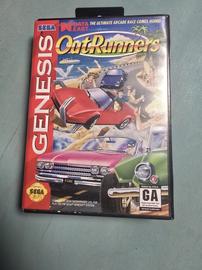 SEGA
DATA EAST
THE ULTIMATE ARCADE RACE COMES HOME!
OutRunners
GENESIS
SEGA
GA